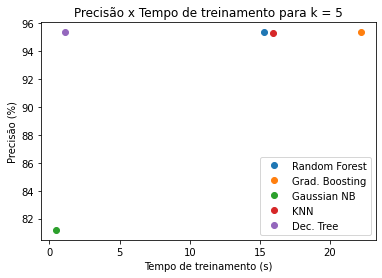 Precisão x Tempo de treinamento para k = 5
Precisão (%)
96
94
92
90
88
86
84
82
Random Forest
Grad. Boosting
Gaussian NB
KNN
Dec. Tree
0 5 10 15 20
Tempo de treinamento (s)